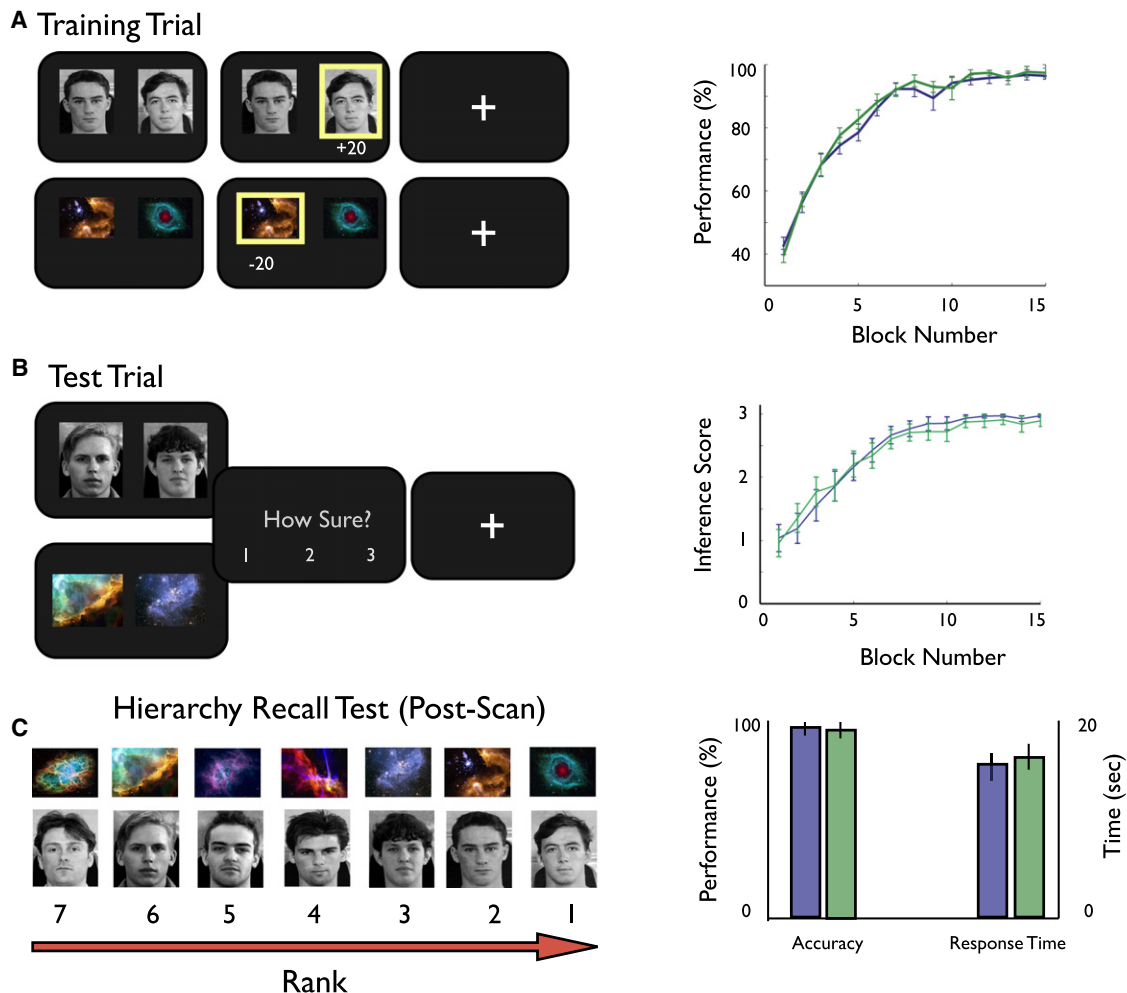 A Training Trial
+20
-20
Performance (%)
100
80
60
40
0 5 10 15
Block Number
B Test Trial
How Sure?
1 2 3
Inference Score
3
2
1
0
0 5 10 15
Block Number
C Hierarchy Recall Test (Post-Scan)
7 6 5 4 3 2 1
Rank
Performance (%)
100
0
20
0
Time (sec)
Accuracy Response Time